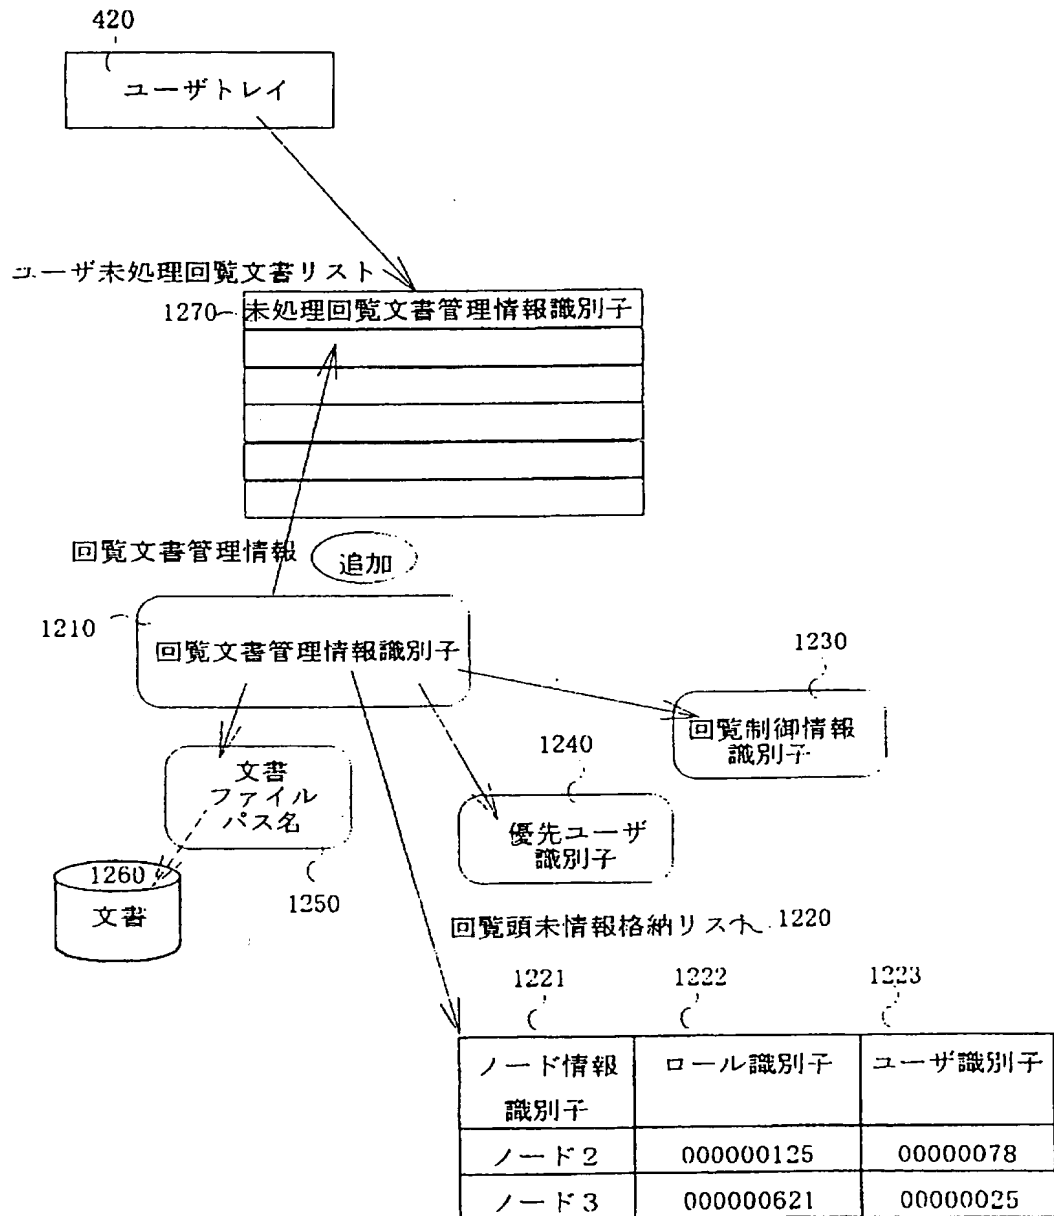 420
ユーザトレイ
ユーザ未処理回覧文書リスト
1270 未処理回覧文書管理情報識別子
回覧文書管理情報
追加
1210
回覧文書管理情報識別子
1230
回覧制御情報
識別子
1240
優先ユーザ
識別子
文書
ファイル
パス名
1250
1260
文書
回覧頭未情報格納リスト 1220
1221 1222 1223
ノード情報
識別子
ロール識別子
ユーザ識別子
ノード2 000000125 00000078
ノード3 000000621 00000025